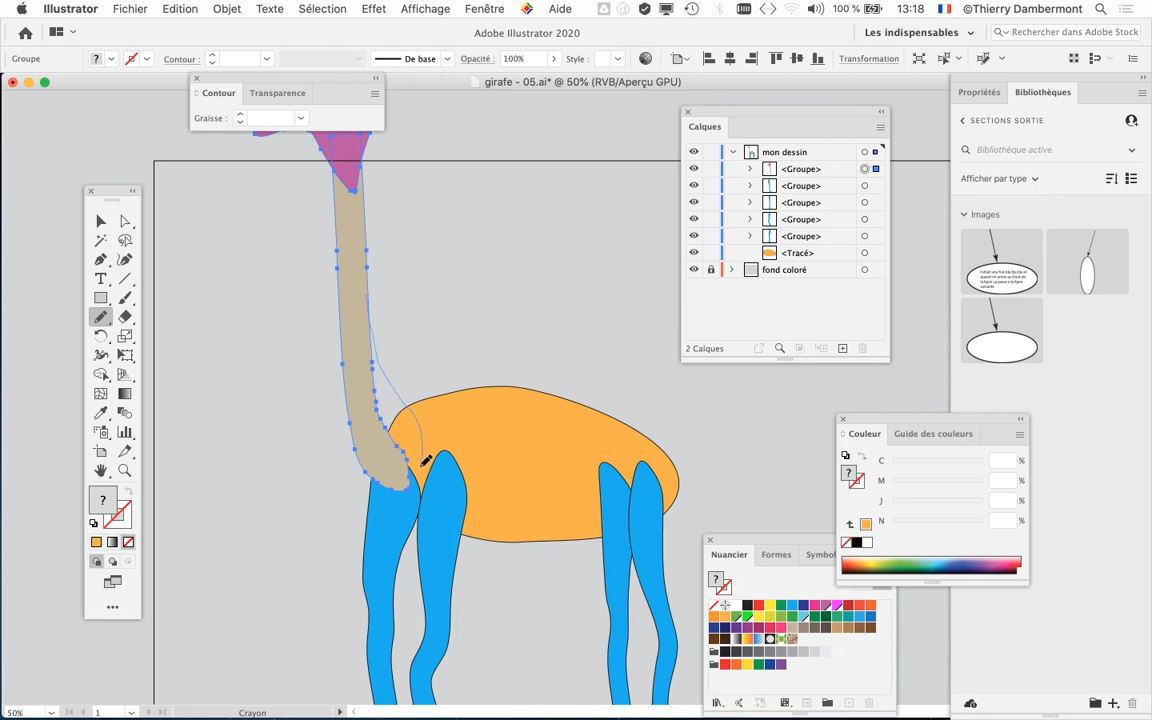 Illustrator Fichier Edition Objet Texte Sélection Effet Affichage Fenêtre Aide 100 % 13:18 ©Thierry Dambermont
Adobe Illustrator 2020
Les indispensables
Rechercher dans Adobe Stock
Groupe ? Contour : De base Opacité : 100% Style : Transformation
girafe - 05.ai* @ 50% (RVB/Aperçu GPU)
Contour Transparence
Graisse :
Calques
mon dessin
<Groupe>
<Groupe>
<Groupe>
<Groupe>
<Groupe>
<Tracé>
fond coloré
2 Calques
Propriétés Bibliothèques
SECTIONS SORTIE
Bibliothèque active
Afficher par type
Images
Couleur Guide des couleurs
C %
M %
J %
N %
?
Nuancier Formes Symbol
?
?
50% 1 Crayon